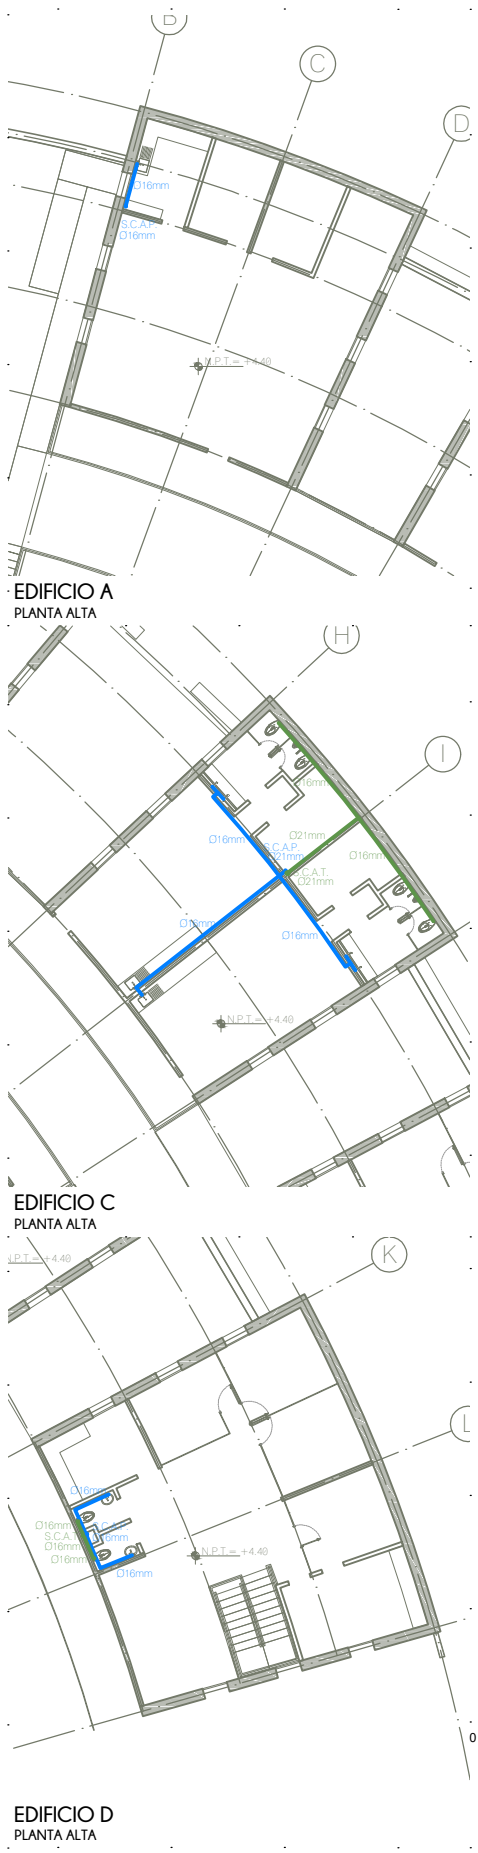 B
C
D
Ø16mm
S.C.A.P.
Ø16mm
N.P.T.= +4.40
EDIFICIO A
PLANTA ALTA
H
I
Ø16mm
Ø16mm
Ø21mm
S.C.A.P.
Ø21mm
Ø16mm
S.C.A.T.
Ø21mm
Ø16mm
Ø16mm
N.P.T.= +4.40
EDIFICIO C
PLANTA ALTA
K
N.P.T.= +4.40
L
Ø16mm
Ø16mm
S.C.A.T.
Ø16mm
Ø16mm
Ø16mm
N.P.T.= +4.40
0
EDIFICIO D
PLANTA ALTA